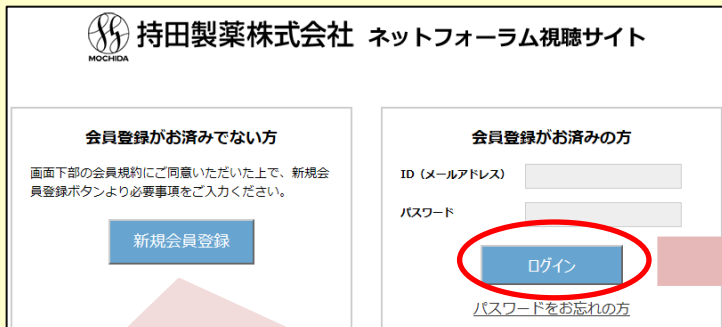 MOCHIDA 持田製薬株式会社 ネットフォーラム視聴サイト
会員登録がお済みでない方
画面下部の会員規約にご同意いただいた上で、新規会
員登録ボタンより必要事項をご入力ください。
新規会員登録
会員登録がお済みの方
ID（メールアドレス）
パスワード
ログイン
パスワードをお忘れの方